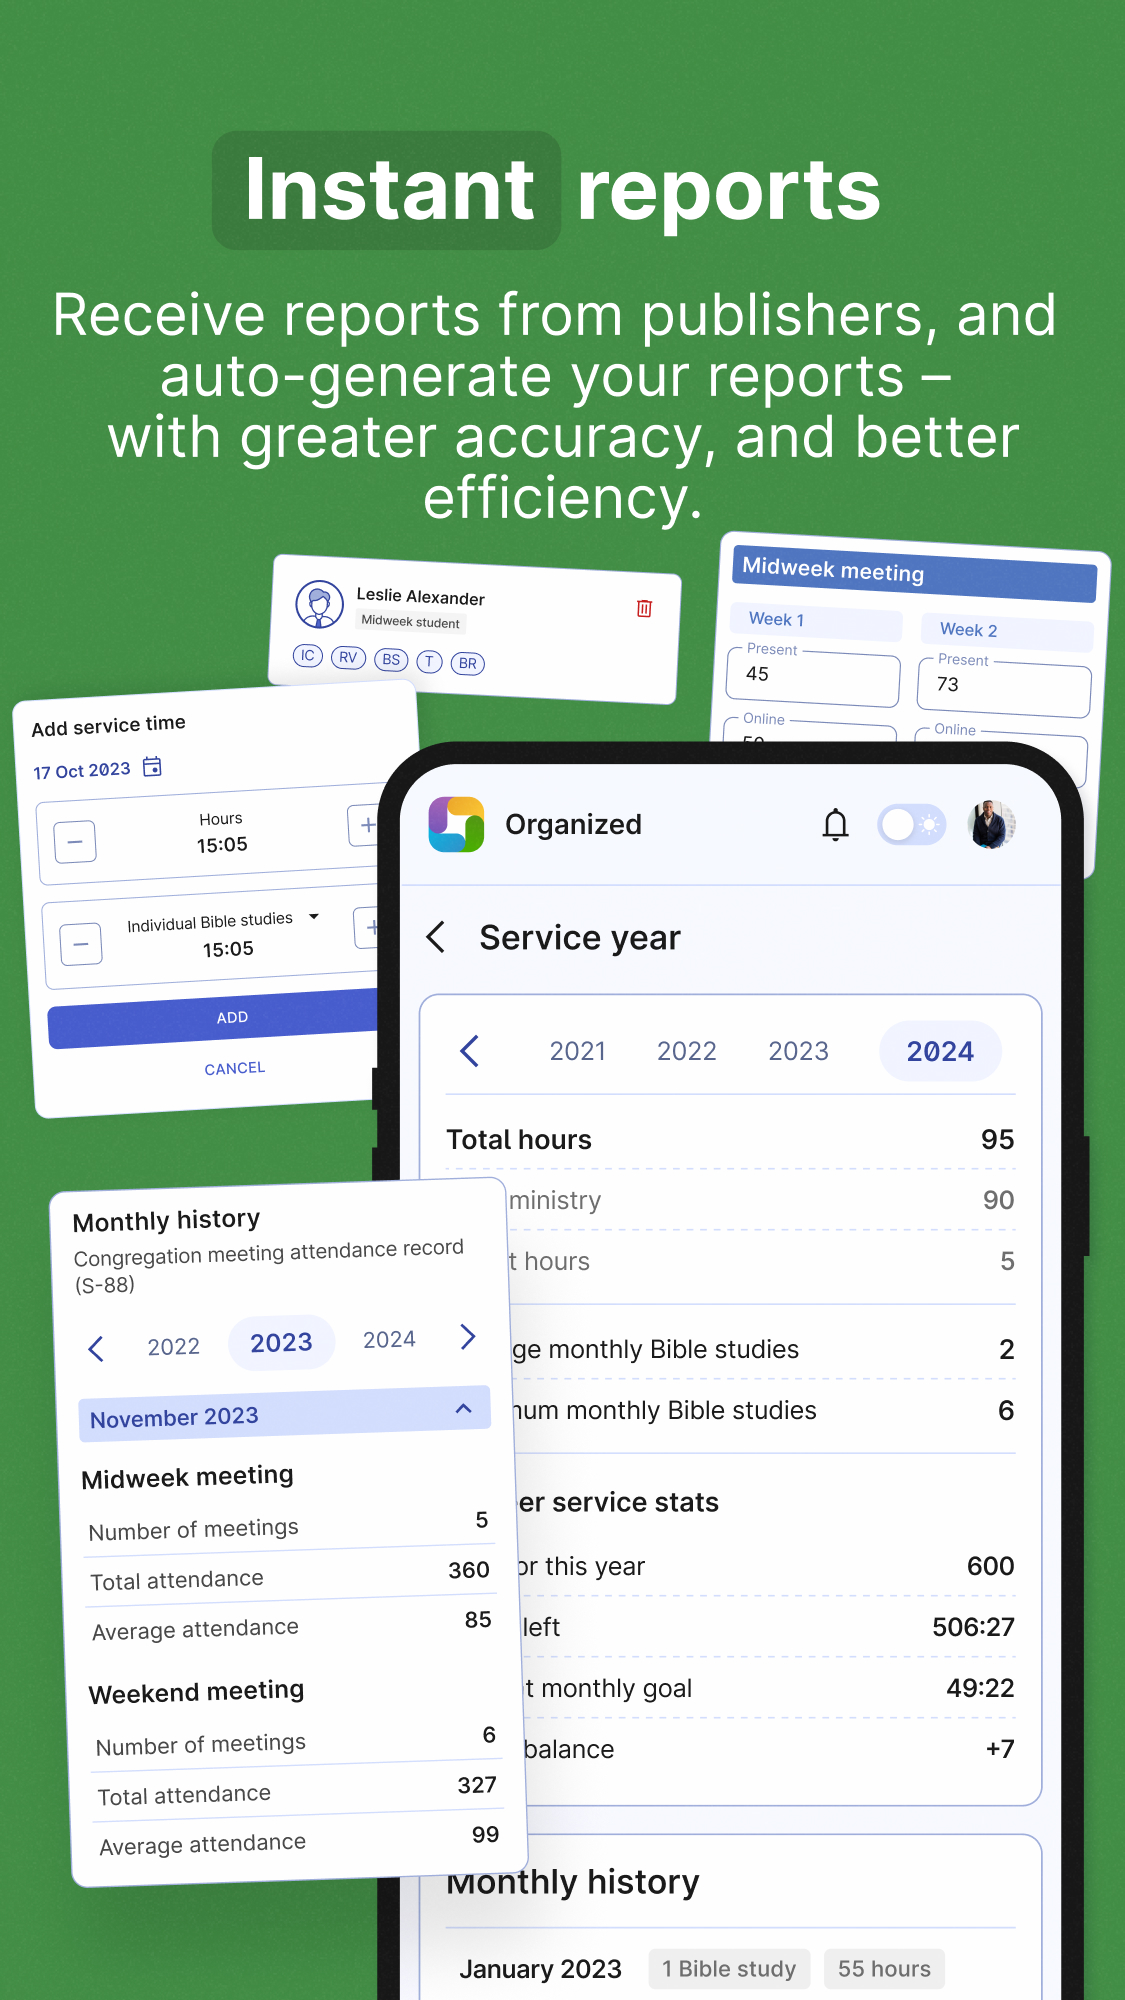 Instant reports
Receive reports from publishers, and
auto-generate your reports –
with greater accuracy, and better
efficiency.
Leslie Alexander
Midweek student
IC RV BS T BR
Midweek meeting
Week 1 Week 2
Present Present
45 73
Online Online
Add service time
17 Oct 2023
Hours
15:05
Individual Bible studies
15:05
ADD
CANCEL
Organized
Service year
2021 2022 2023 2024
Total hours 95
ministry 90
hours 5
monthly Bible studies 2
monthly Bible studies 6
service stats
this year 600
left 506:27
monthly goal 49:22
balance +7
Monthly history
January 2023 1 Bible study 55 hours
Monthly history
Congregation meeting attendance record
(S-88)
2022 2023 2024
November 2023
Midweek meeting
Number of meetings 5
Total attendance 360
Average attendance 85
Weekend meeting
Number of meetings 6
Total attendance 327
Average attendance 99